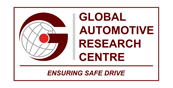 GLOBAL
AUTOMOTIVE
RESEARCH
CENTRE
ENSURING SAFE DRIVE